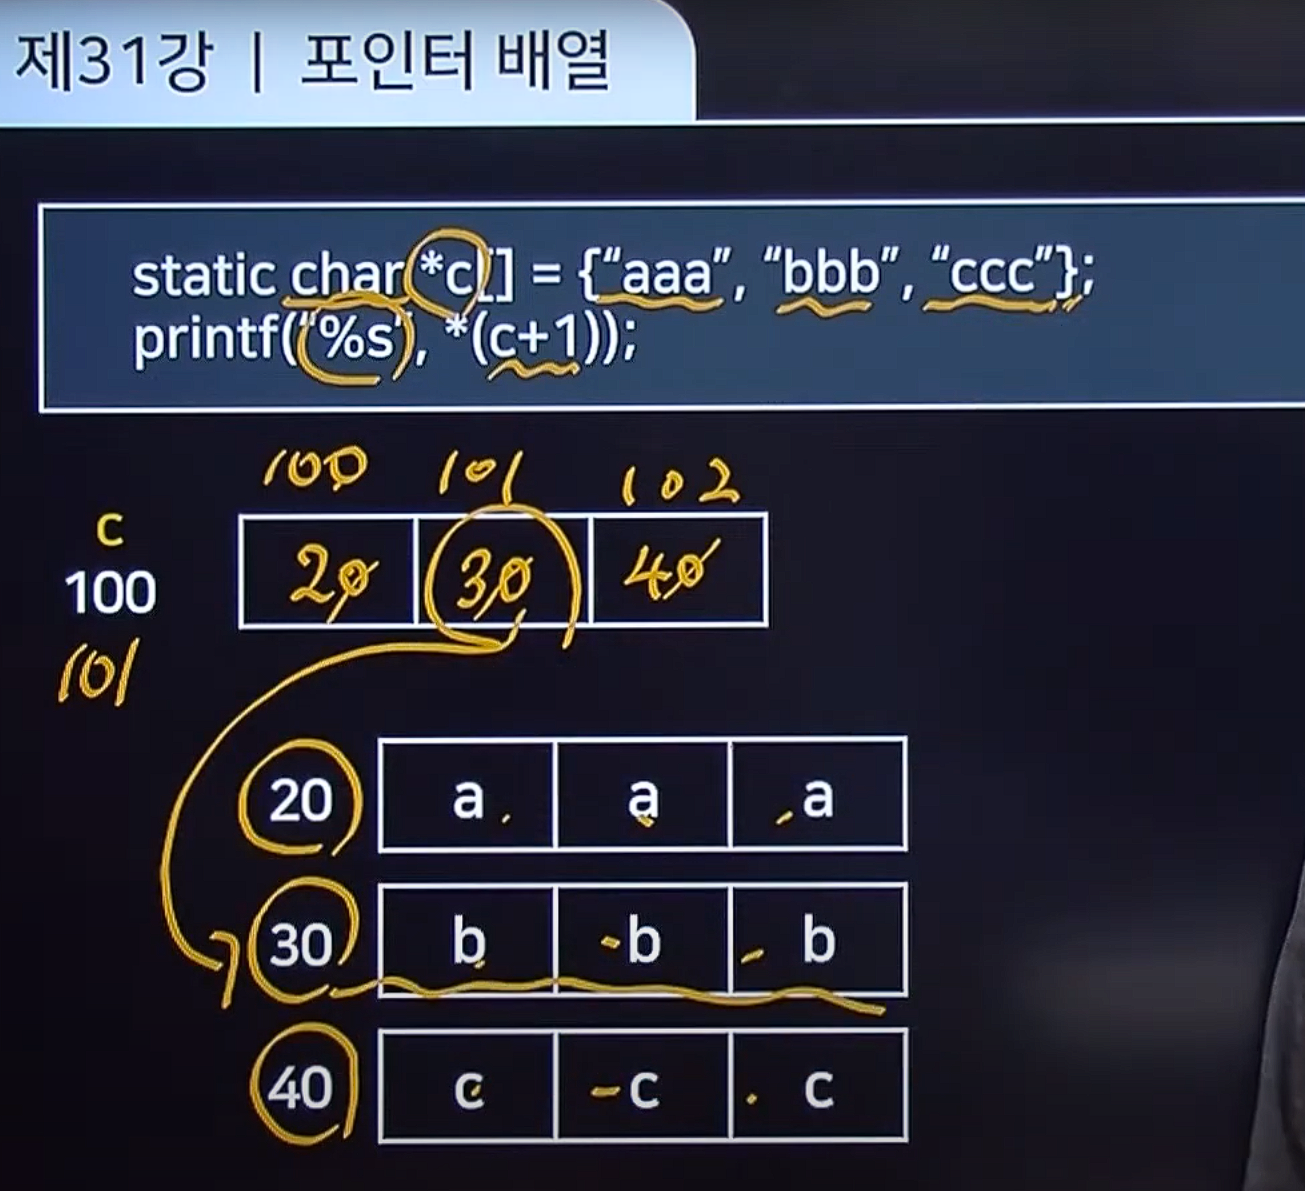 제31강 | 포인터 배열
static char *c[] = {“aaa”, “bbb”, “ccc”};
printf(“%s”, *(c+1));
100 101 102
c
100 20 30 40
101
20 a a a
30 b b b
40 c c c